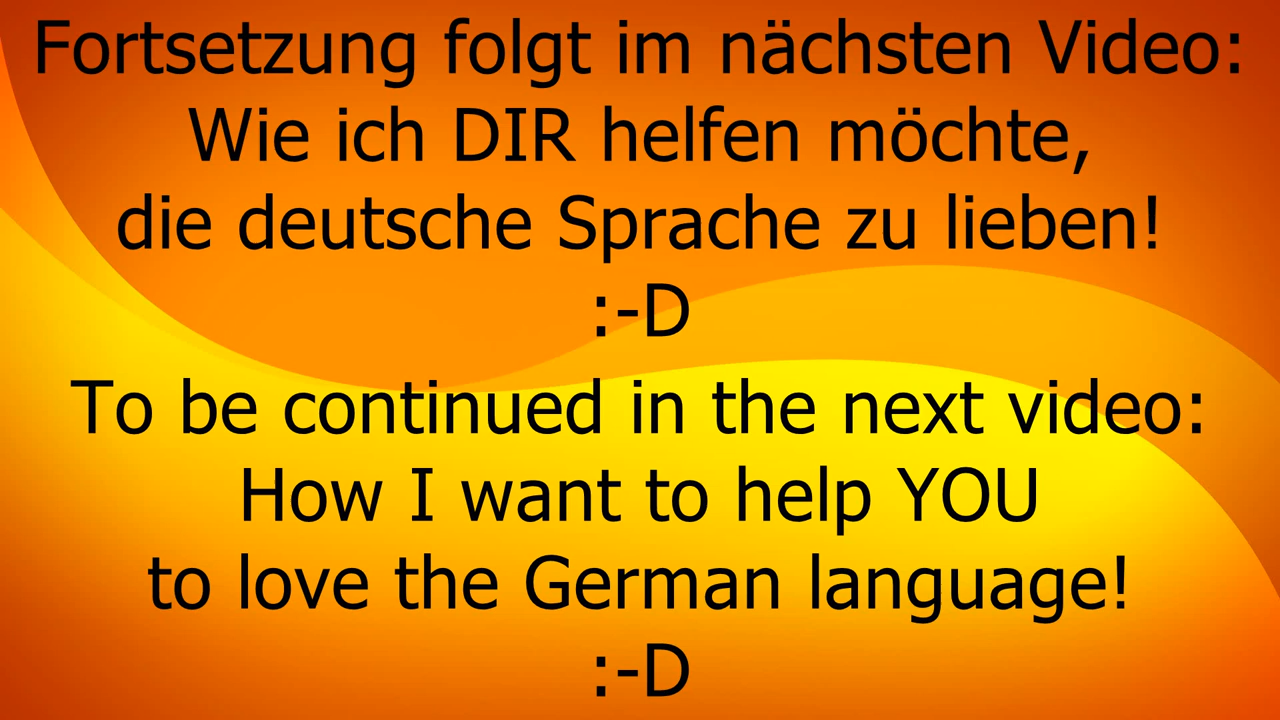 Fortsetzung folgt im nächsten Video:
Wie ich DIR helfen möchte,
die deutsche Sprache zu lieben!
:-D
To be continued in the next video:
How I want to help YOU
to love the German language!
:-D